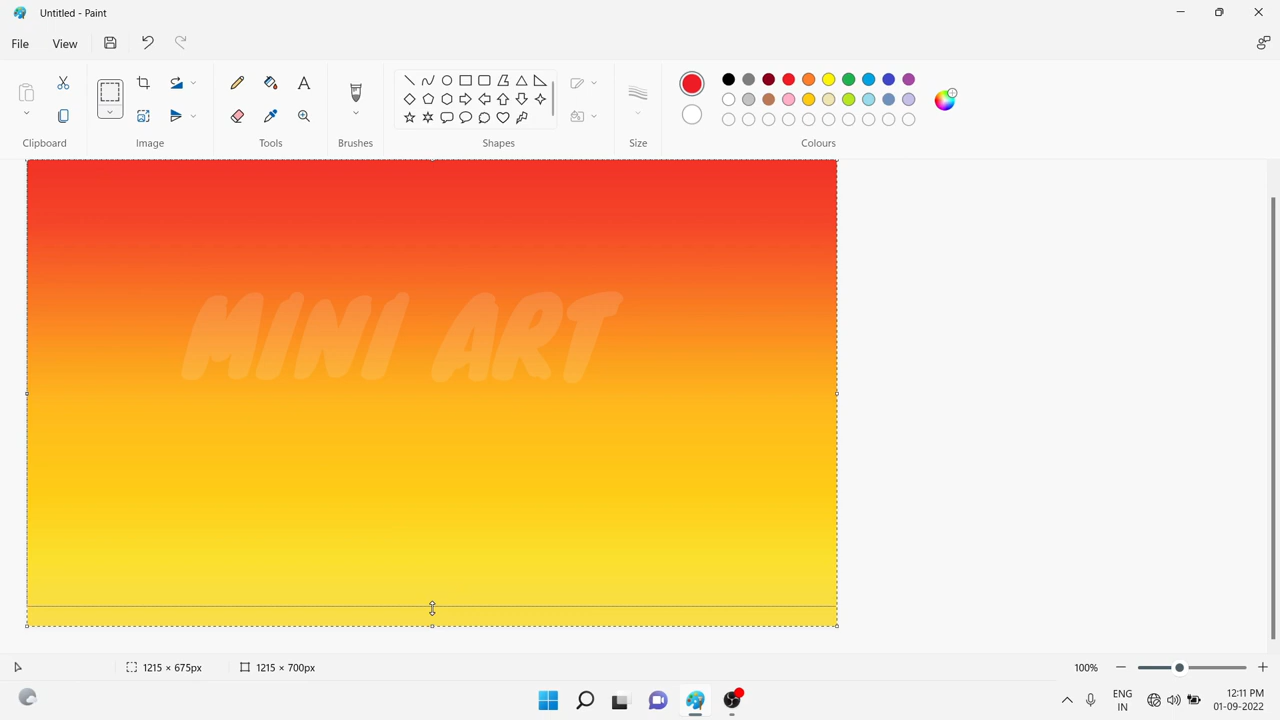 Untitled - Paint
File View
Clipboard Image Tools Brushes Shapes Size Colours
MINI ART
1215 × 675px 1215 × 700px 100%
ENG 12:11 PM
IN 01-09-2022